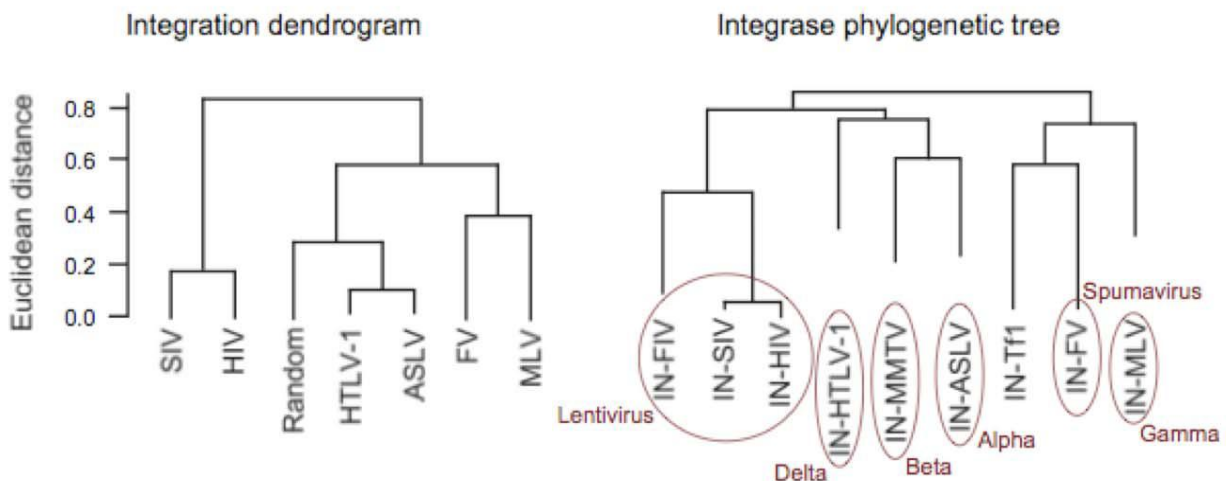 Integration dendrogram
Integrase phylogenetic tree
Euclidean distance
0.8
0.6
0.4
0.2
0.0
SIV
HIV
Random
HTLV-1
ASLV
FV
MLV
IN-FIV
IN-SIV
IN-HIV
IN-HTLV-1
IN-MMTV
IN-ASLV
IN-Tf1
IN-FV
IN-MLV
Spumavirus
Lentivirus
Delta
Beta
Alpha
Gamma